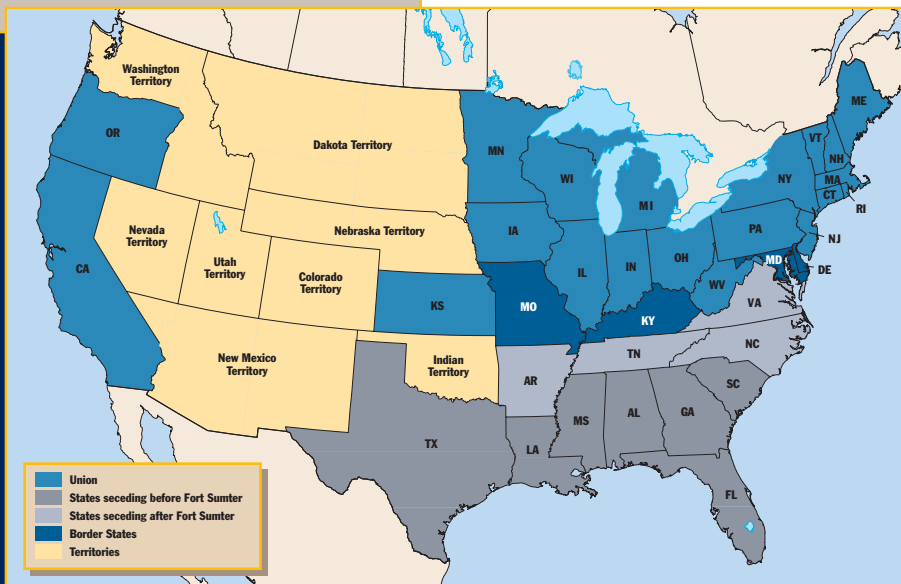 Washington
Territory
OR
Dakota Territory
MN
ME
VT
NH
WI
NY
MA
CT
RI
MI
Nevada
Territory
Nebraska Territory
IA
PA
NJ
Utah
Territory
CA
Colorado
Territory
IL
IN
OH
MD
DE
WV
KS
MO
KY
VA
New Mexico
Territory
Indian
Territory
TN
NC
AR
SC
MS
AL
GA
TX
LA
FL
Union
States seceding before Fort Sumter
States seceding after Fort Sumter
Border States
Territories